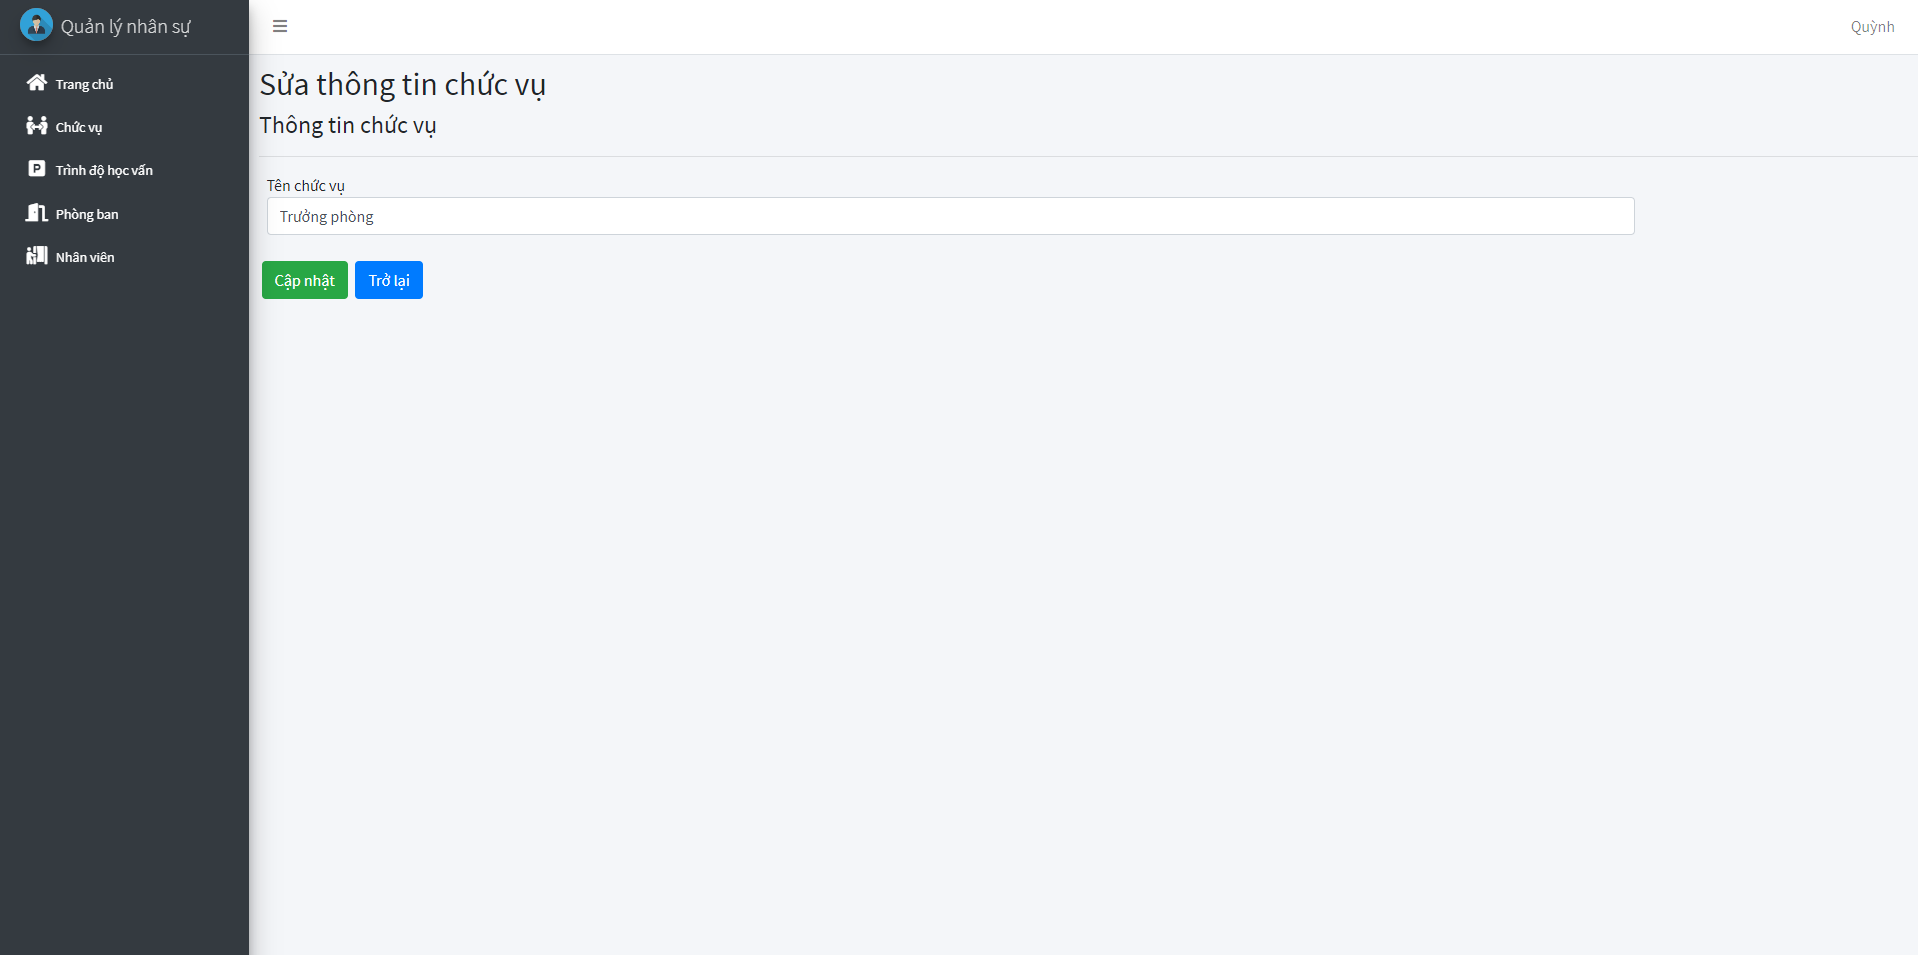 Quản lý nhân sự
Quỳnh
Trang chủ
Chức vụ
Trình độ học vấn
Phòng ban
Nhân viên
Sửa thông tin chức vụ
Thông tin chức vụ
Tên chức vụ
Trưởng phòng
Cập nhật
Trở lại